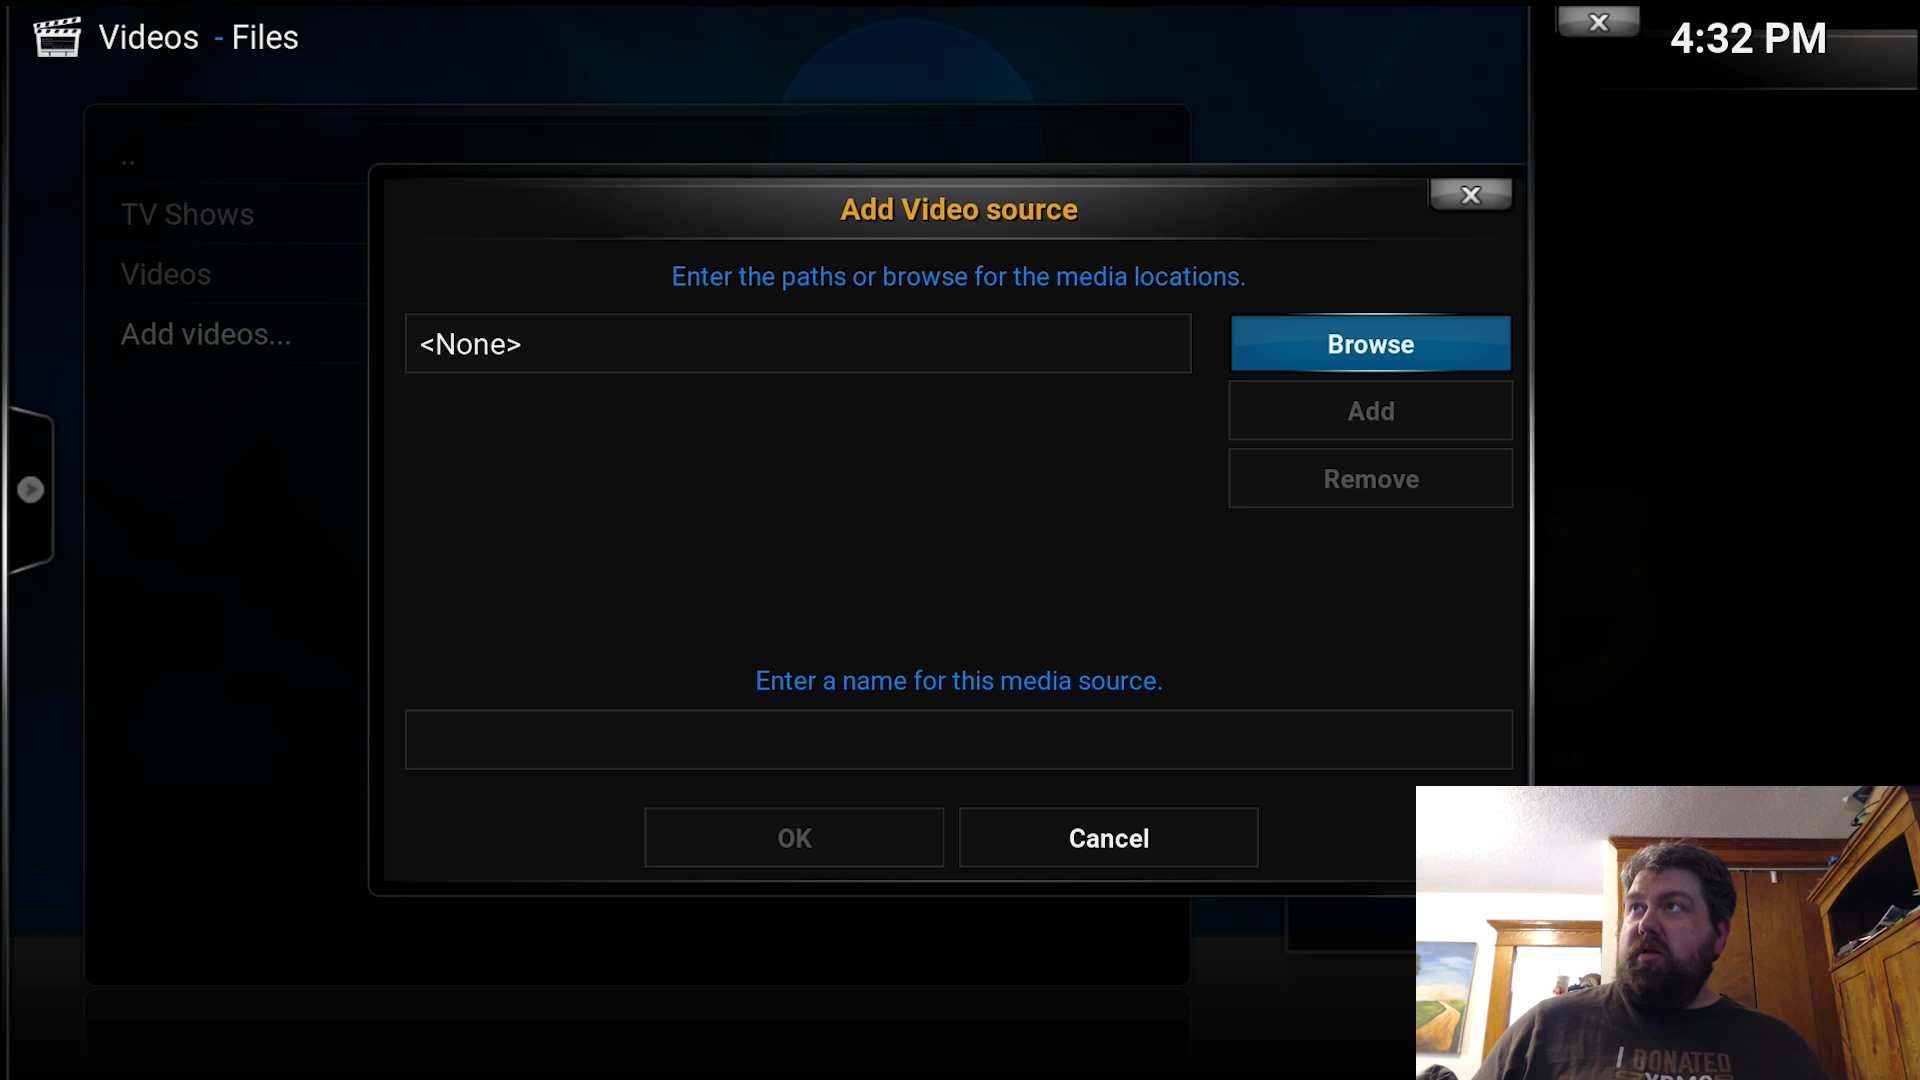 Videos - Files
4:32 PM
..
TV Shows
Videos
Add videos...
Add Video source
Enter the paths or browse for the media locations.
<None>
Browse
Add
Remove
Enter a name for this media source.
OK
Cancel
I DONATED